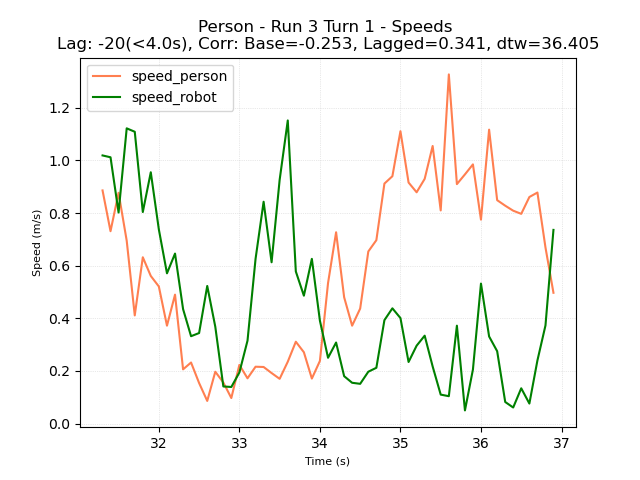 Person - Run 3 Turn 1 - Speeds
Lag: -20(<4.0s), Corr: Base=-0.253, Lagged=0.341, dtw=36.405
speed_person
speed_robot
1.2
1.0
0.8
0.6
0.4
0.2
0.0
Speed (m/s)
32 33 34 35 36 37
Time (s)